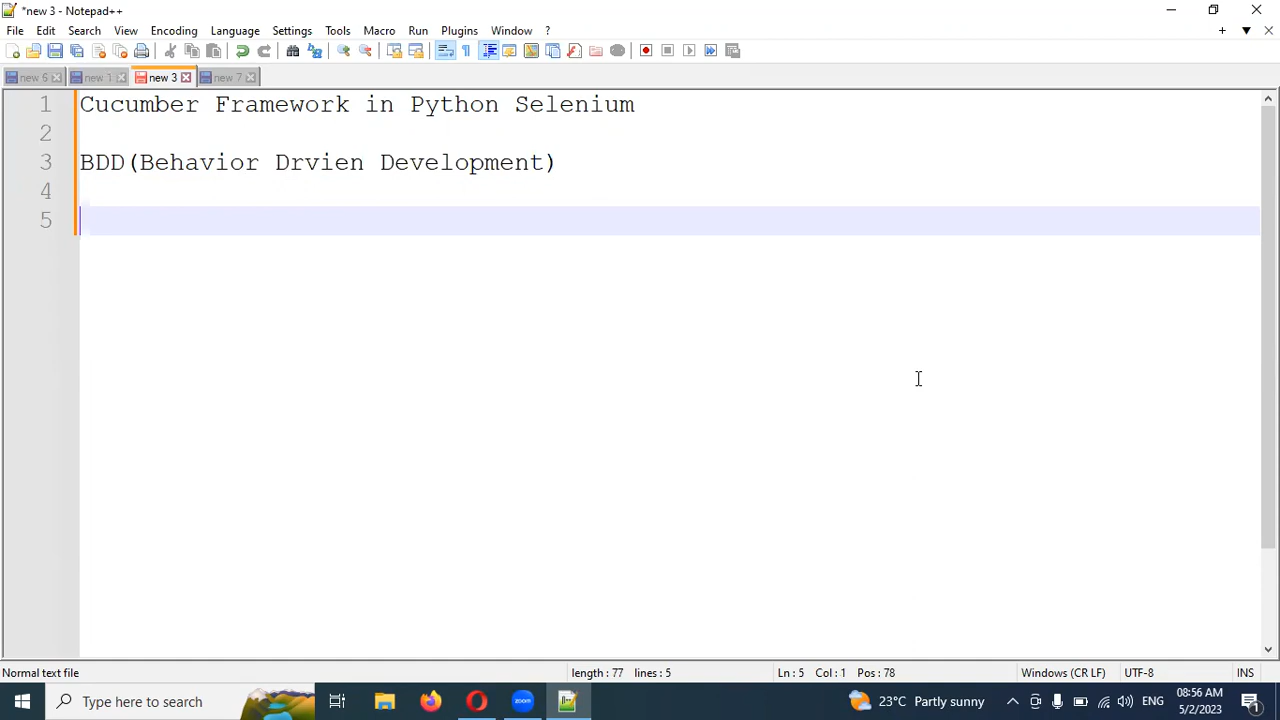 *new 3 - Notepad++
File Edit Search View Encoding Language Settings Tools Macro Run Plugins Window ?
new 6 new 1 new 3 new 7
1 Cucumber Framework in Python Selenium
2
3 BDD(Behavior Drvien Development)
4
5
Normal text file length : 77 lines : 5 Ln : 5 Col : 1 Pos : 78 Windows (CR LF) UTF-8 INS
Type here to search zoom 23°C Partly sunny ENG 08:56 AM
5/2/2023 1